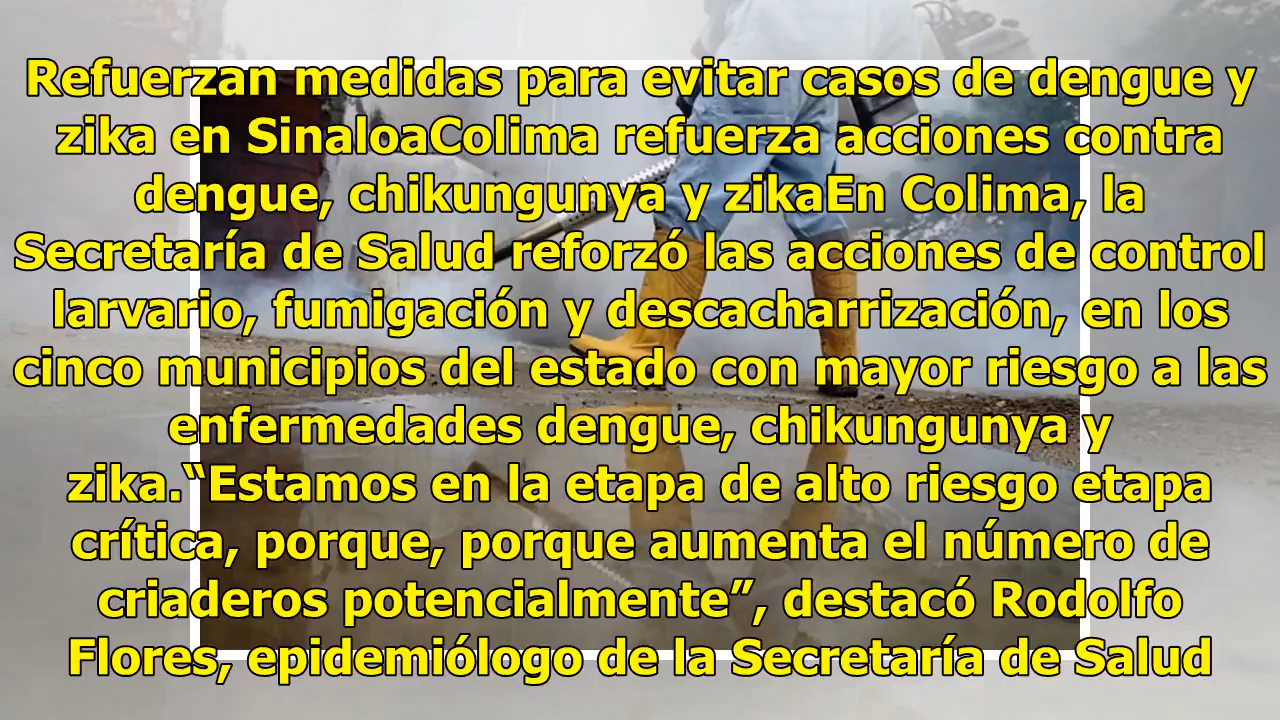 Refuerzan medidas para evitar casos de dengue y
zika en SinaloaColima refuerza acciones contra
dengue, chikungunya y zikaEn Colima, la
Secretaría de Salud reforzó las acciones de control
larvario, fumigación y descacharrización, en los
cinco municipios del estado con mayor riesgo a las
enfermedades dengue, chikungunya y
zika.“Estamos en la etapa de alto riesgo etapa
crítica, porque, porque aumenta el número de
criaderos potencialmente”, destacó Rodolfo
Flores, epidemiólogo de la Secretaría de Salud